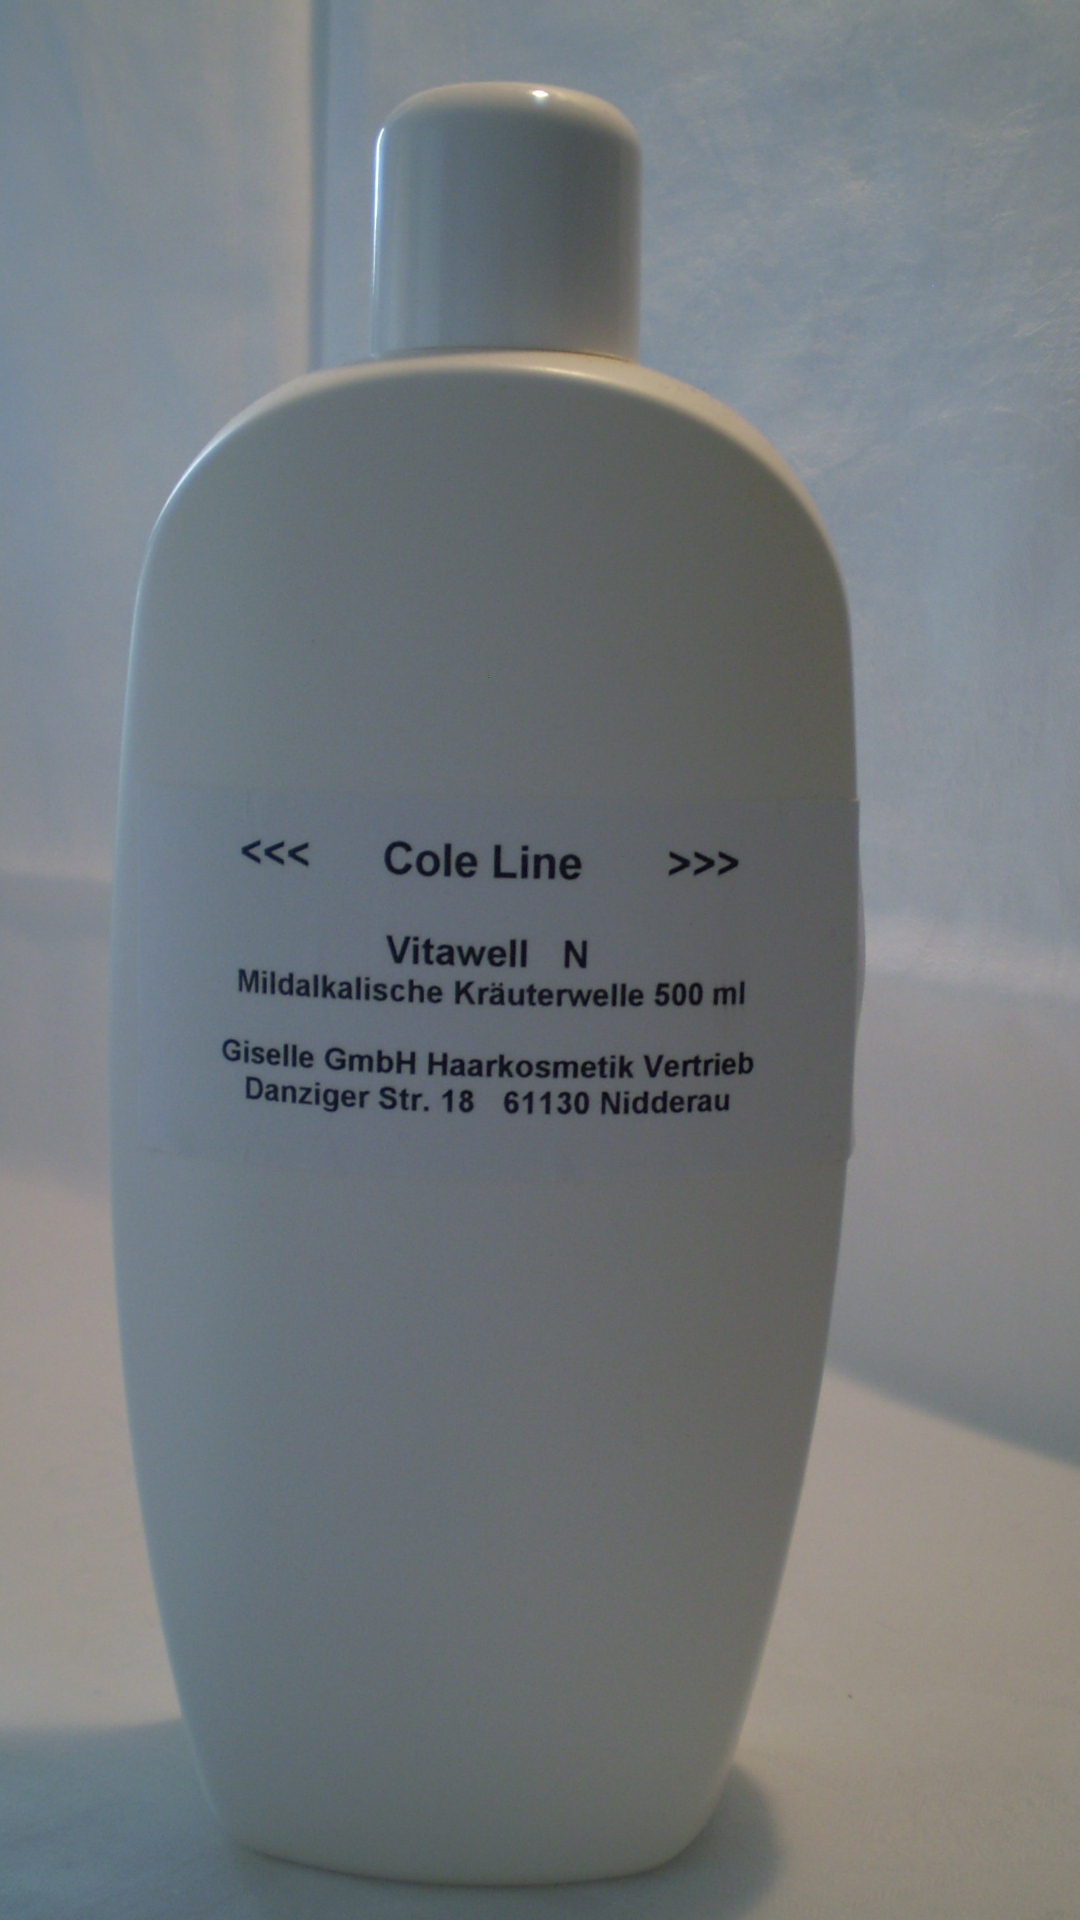 <<< Cole Line >>>
Vitawell N
Mildalkalische Kräuterwelle 500 ml
Giselle GmbH Haarkosmetik Vertrieb
Danziger Str. 18 61130 Nidderau